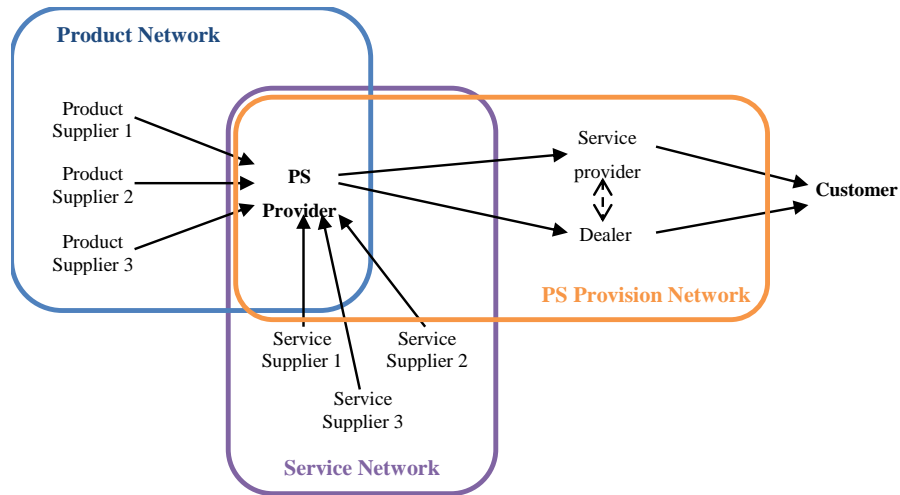 Product Network
Product
Supplier 1
Product
Supplier 2
Product
Supplier 3
PS
Provider
Service
provider
Dealer
Customer
PS Provision Network
Service
Supplier 1
Service
Supplier 2
Service
Supplier 3
Service Network